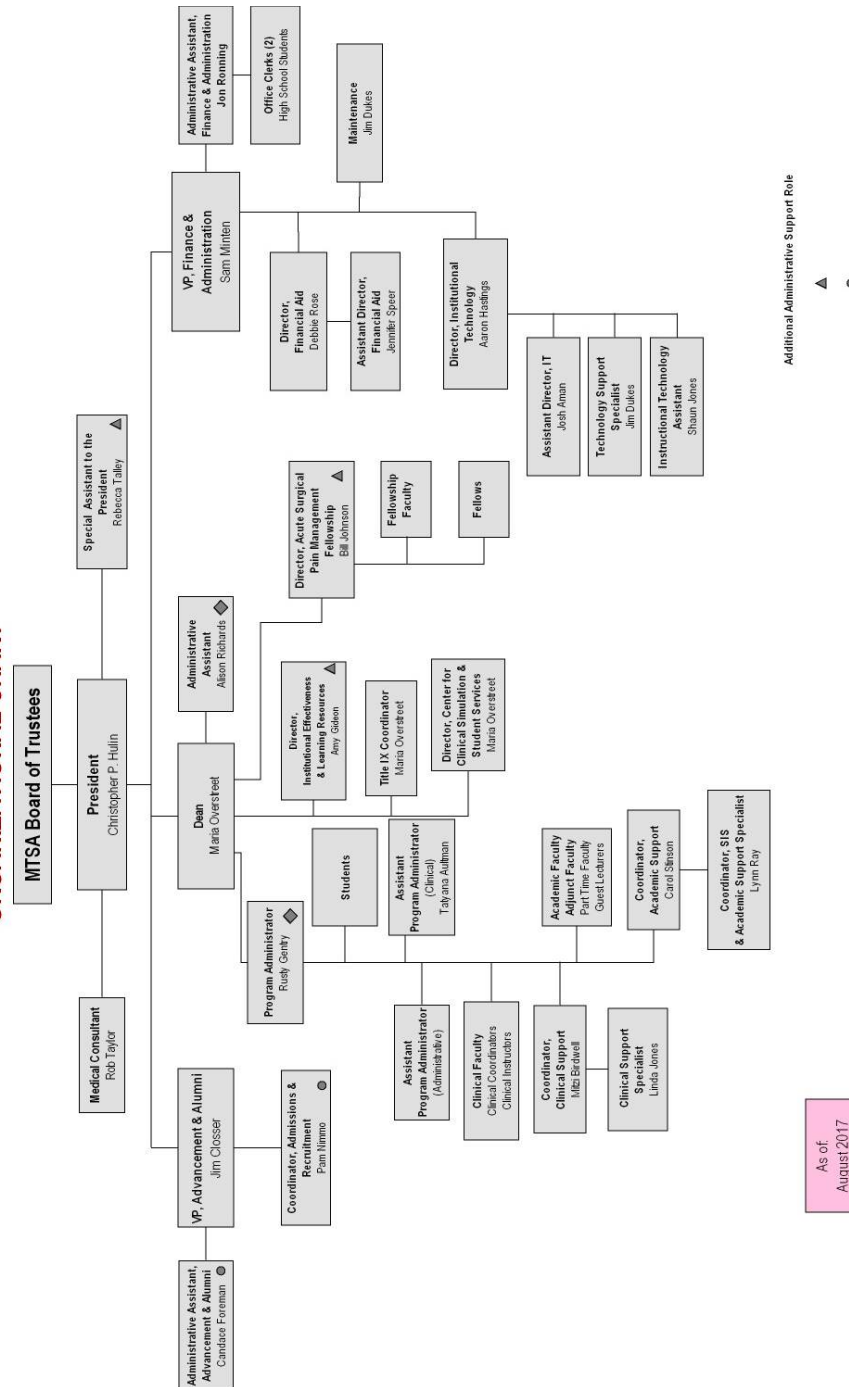 MTSA Board of Trustees
Medical Consultant
Rob Taylor
President
Christopher P. Hulin
Special Assistant to the
President
Rebecca Talley
Administrative Assistant,
Advancement & Alumni
Candace Foreman
VP, Advancement & Alumni
Jim Closser
Coordinator, Admissions &
Recruitment
Pam Nimmo
Dean
Maria Overstreet
Administrative
Assistant
Alison Richards
VP, Finance &
Administration
Sam Minten
Administrative Assistant,
Finance & Administration
Jon Ronning
Office Clerks (2)
High School Students
Program Administrator
Rusty Gentry
Students
Assistant
Program Administrator
(Clinical)
Tatyana Aultman
Assistant
Program Administrator
(Administrative)
Clinical Faculty
Clinical Coordinators
Clinical Instructors
Coordinator,
Clinical Support
Mitzi Birdwell
Clinical Support
Specialist
Linda Jones
Academic Faculty
Adjunct Faculty
Part Time Faculty
Guest Lecturers
Coordinator,
Academic Support
Carol Stinson
Coordinator, SIS
& Academic Support Specialist
Lynn Ray
Director,
Institutional Effectiveness
& Learning Resources
Amy Gideon
Title IX Coordinator
Maria Overstreet
Director, Center for
Clinical Simulation &
Student Services
Maria Overstreet
Director, Acute Surgical
Pain Management
Fellowship
Bill Johnson
Fellowship
Faculty
Fellows
Director,
Financial Aid
Debbie Rose
Assistant Director,
Financial Aid
Jennifer Speer
Maintenance
Jim Dukes
Director, Institutional
Technology
Aaron Hastings
Assistant Director, IT
Josh Aman
Technology Support
Specialist
Jim Dukes
Instructional Technology
Assistant
Shaun Jones
Additional Administrative Support Role
As of:
August 2017